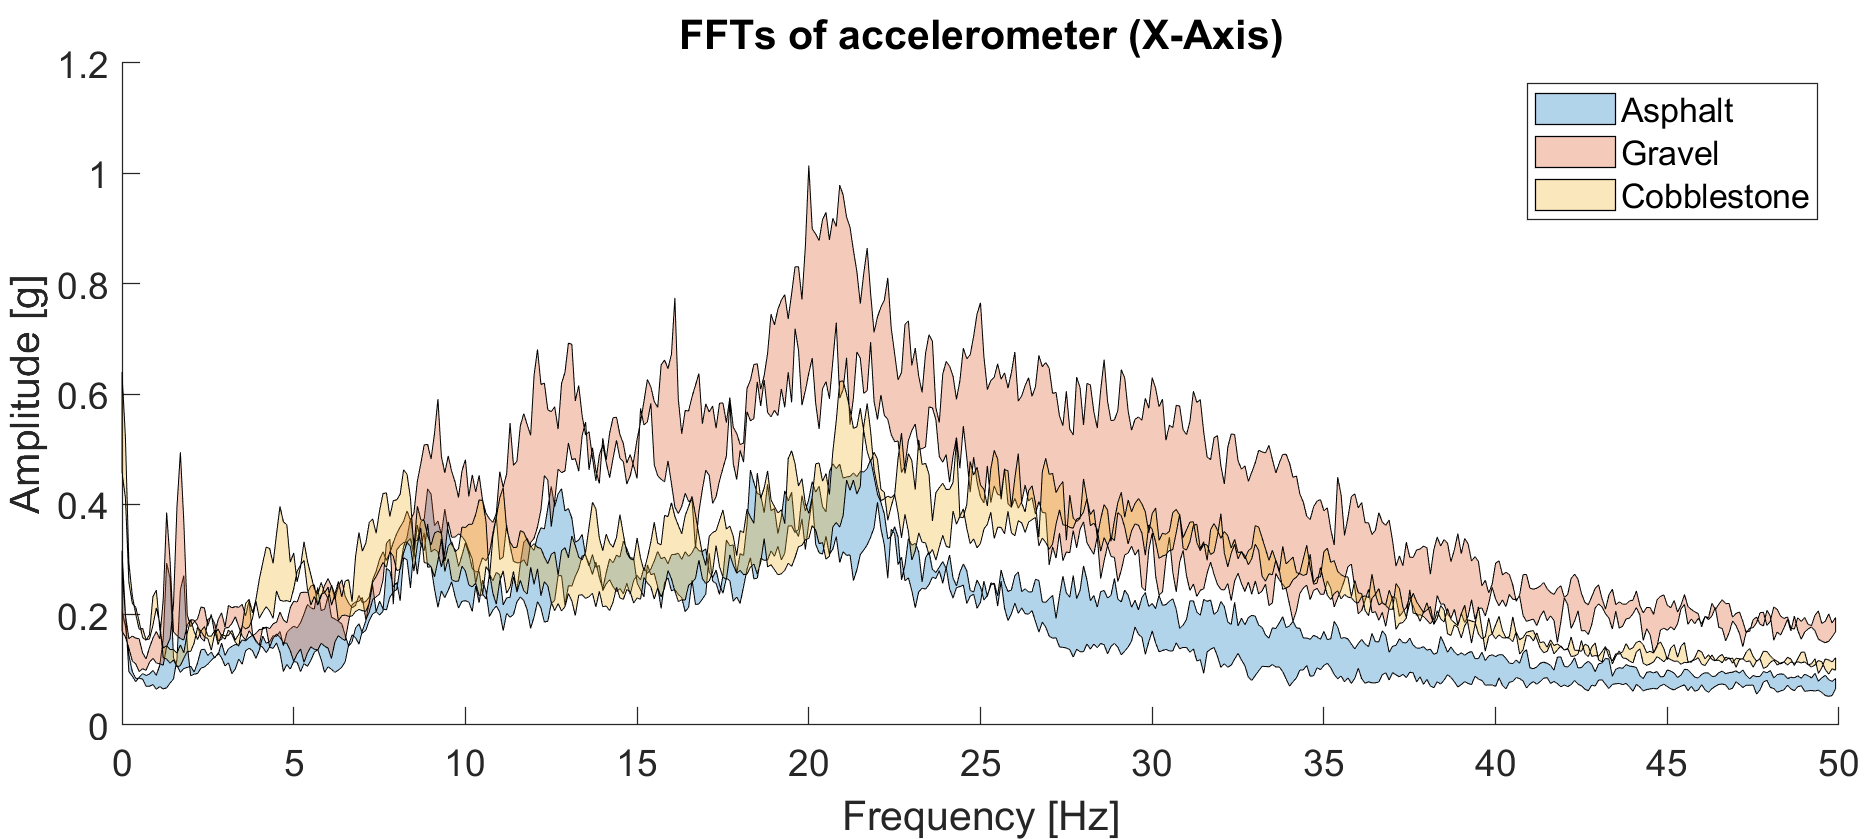 FFTs of accelerometer (X-Axis)
Amplitude [g]
1.2
1
0.8
0.6
0.4
0.2
0
Asphalt
Gravel
Cobblestone
0 5 10 15 20 25 30 35 40 45 50
Frequency [Hz]